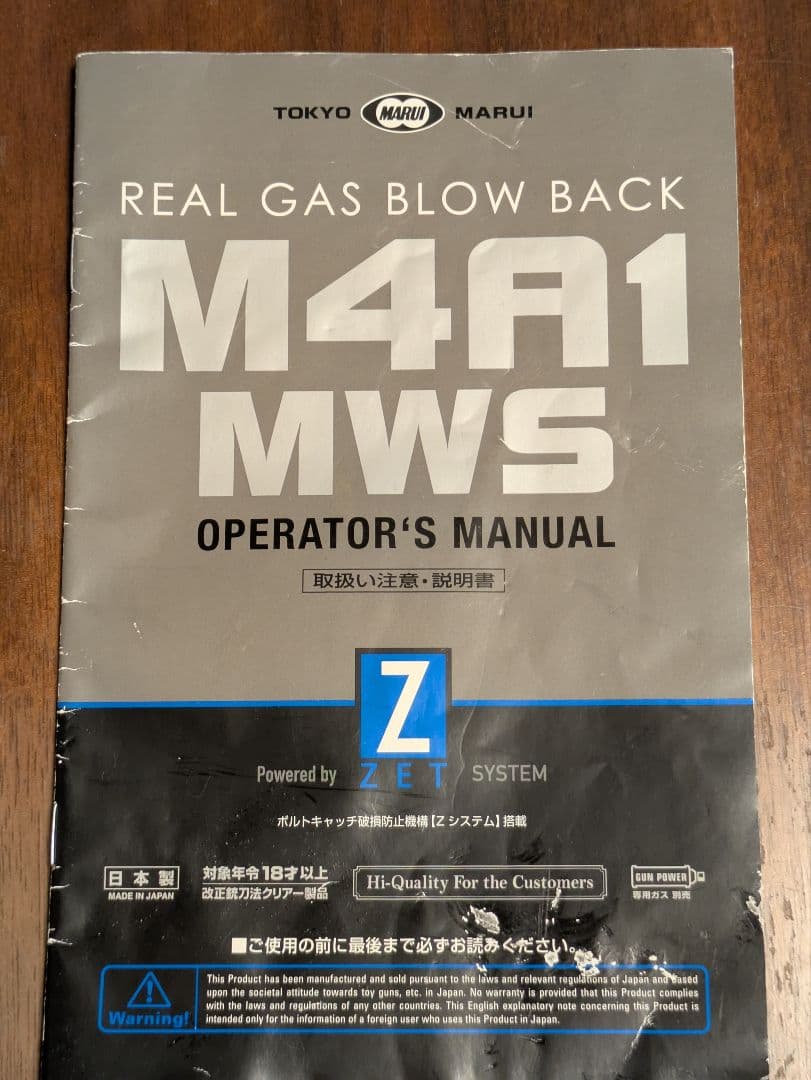 TOKYO MARUI MARUI
REAL GAS BLOW BACK
M4A1
MWS
OPERATOR‘S MANUAL
取扱い注意・説明書
Z
Powered by ZET SYSTEM
ボルトキャッチ破損防止機構【Z システム】搭載
日本製
MADE IN JAPAN
対象年令18才以上
改正銃刀法クリアー製品
Hi-Quality For the Customers
GUN POWER
専用ガス 別売
■ご使用の前に最後まで必ずお読みください。
Warning!
This Product has been manufactured and sold pursuant to the laws and relevant regulations of Japan and based
upon the societal attitude towards toy guns, etc. in Japan. No warranty is provided that this Product complies
with the laws and regulations of any other countries. This English explanatory note concerning this Product is
intended only for the information of a foreign user who uses this Product in Japan.